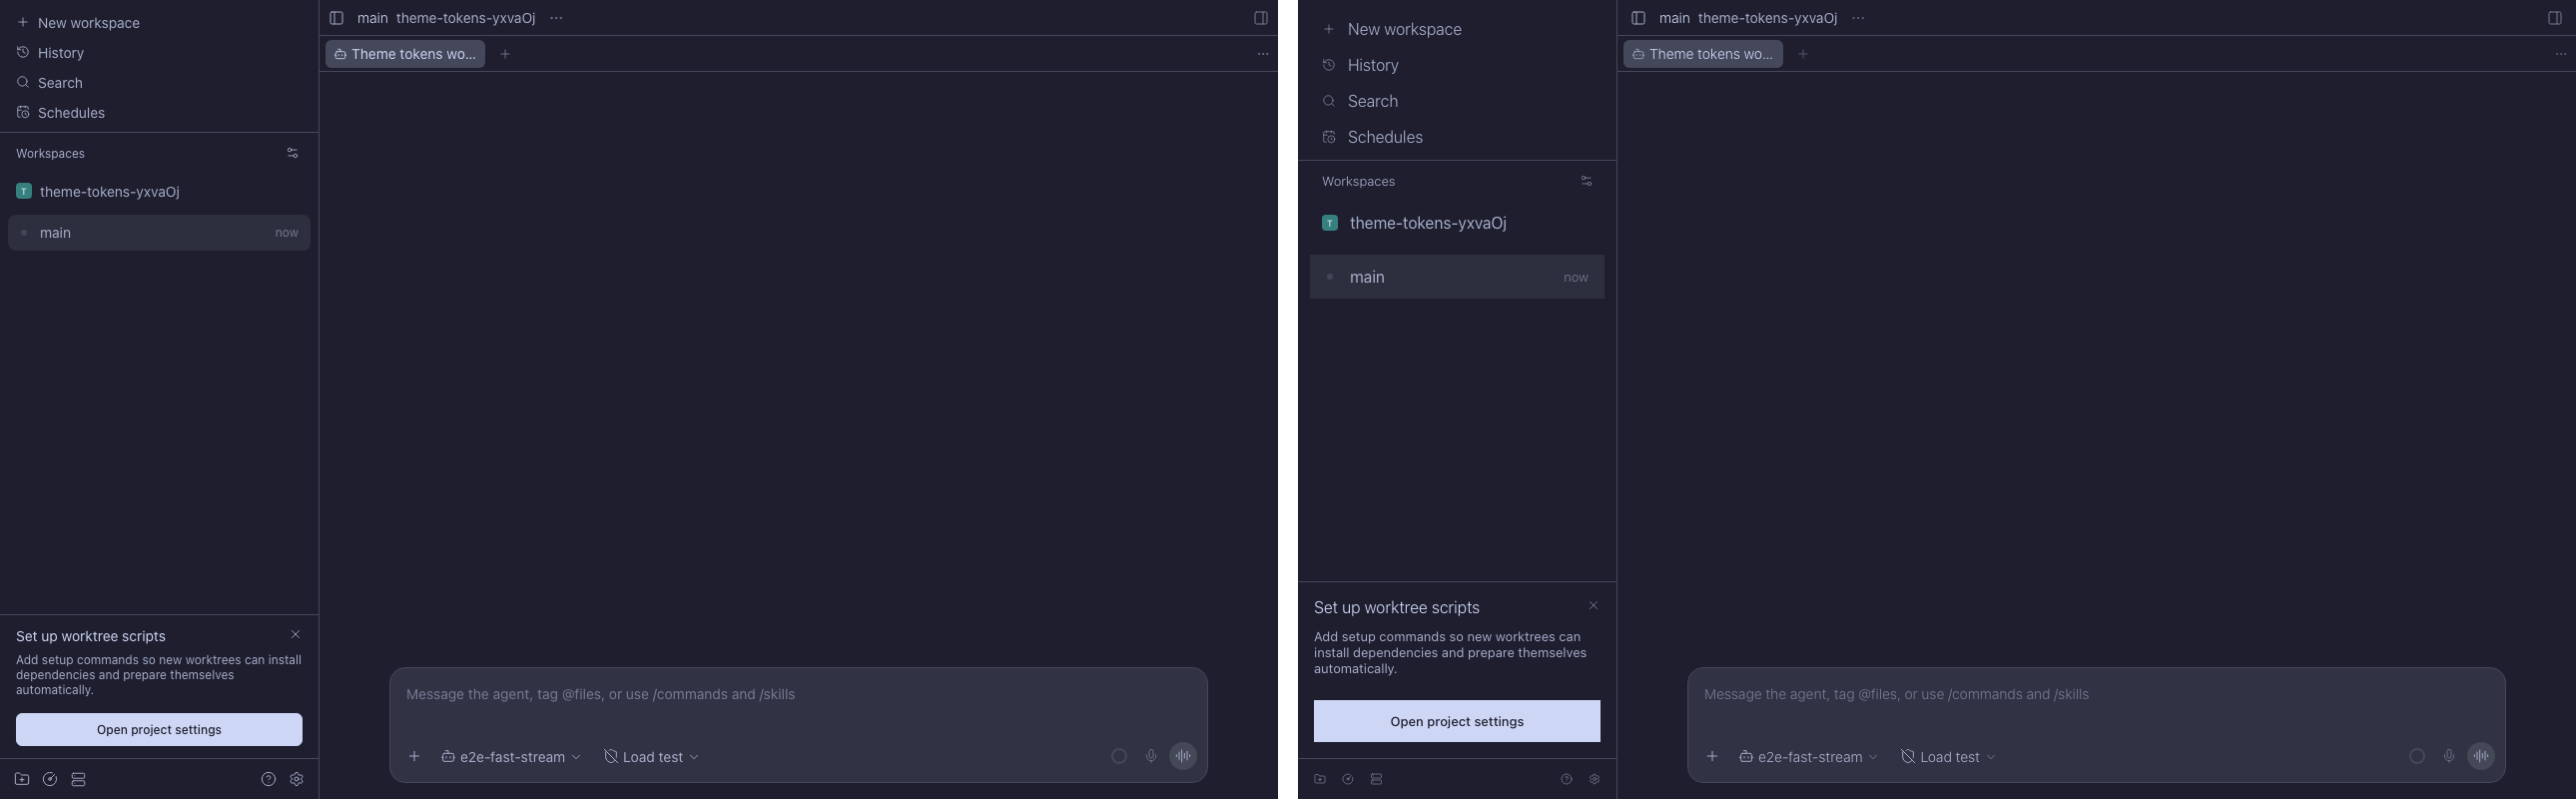 New workspace
History
Search
Schedules
Workspaces
T theme-tokens-yxvaOj
main now
Set up worktree scripts
Add setup commands so new worktrees can install
dependencies and prepare themselves
automatically.
Open project settings
main theme-tokens-yxvaOj
Theme tokens wo...
Message the agent, tag @files, or use /commands and /skills
e2e-fast-stream
Load test
New workspace
History
Search
Schedules
Workspaces
T theme-tokens-yxvaOj
main now
Set up worktree scripts
Add setup commands so new worktrees can
install dependencies and prepare themselves
automatically.
Open project settings
main theme-tokens-yxvaOj
Theme tokens wo...
Message the agent, tag @files, or use /commands and /skills
e2e-fast-stream
Load test